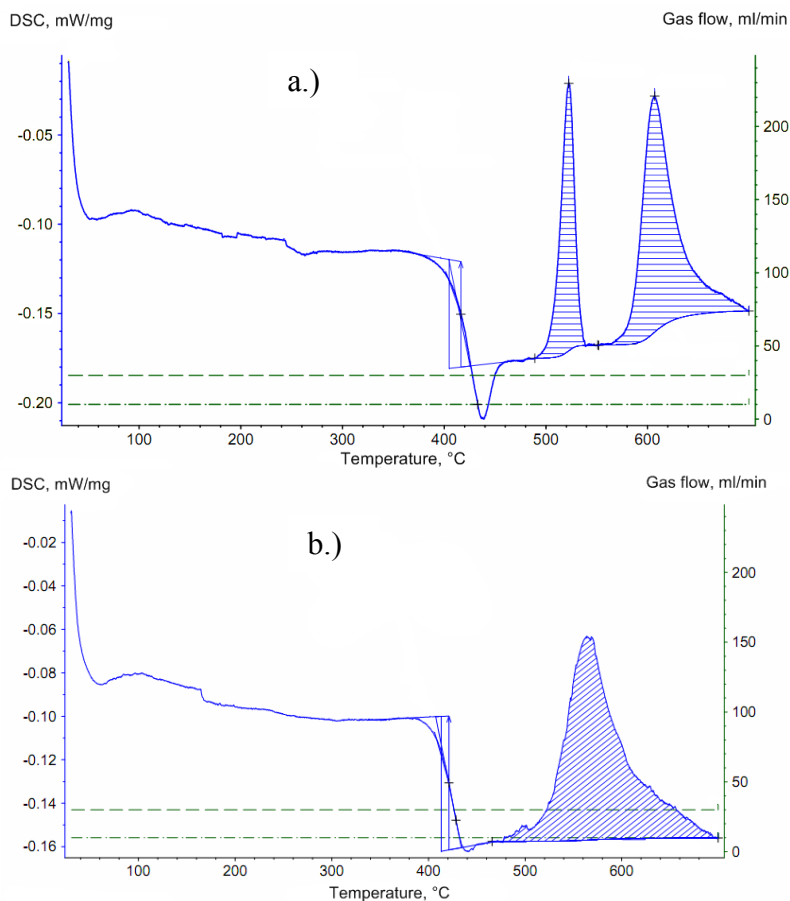 DSC, mW/mg Gas flow, ml/min
a.)
-0.05
-0.10
-0.15
-0.20
200
150
100
50
0
100 200 300 400 500 600
Temperature, °C
DSC, mW/mg Gas flow, ml/min
b.)
-0.02
-0.04
-0.06
-0.08
-0.10
-0.12
-0.14
-0.16
200
150
100
50
0
100 200 300 400 500 600
Temperature, °C